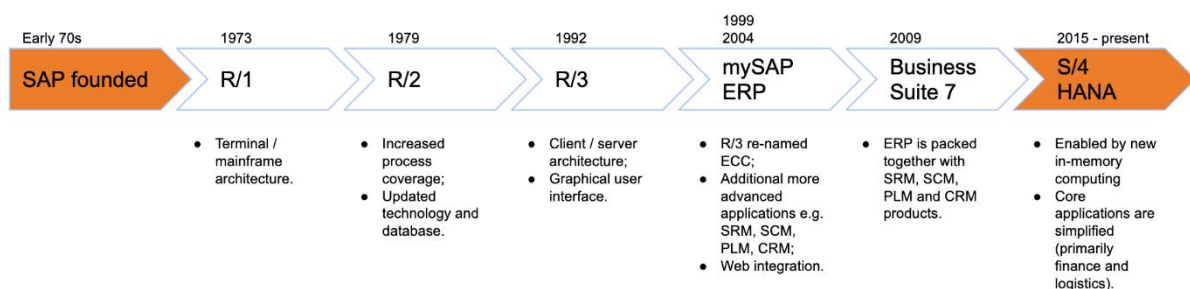 Early 70s
SAP founded
1973
R/1
● Terminal /
mainframe
architecture.
1979
R/2
● Increased
process
coverage;
● Updated
technology and
database.
1992
R/3
● Client / server
architecture;
● Graphical user
interface.
1999
2004
mySAP
ERP
● R/3 re-named
ECC;
● Additional more
advanced
applications e.g.
SRM, SCM,
PLM, CRM;
● Web integration.
2009
Business
Suite 7
● ERP is packed
together with
SRM, SCM,
PLM and CRM
products.
2015 - present
S/4
HANA
● Enabled by new
in-memory
computing
● Core
applications are
simplified
(primarily
finance and
logistics).